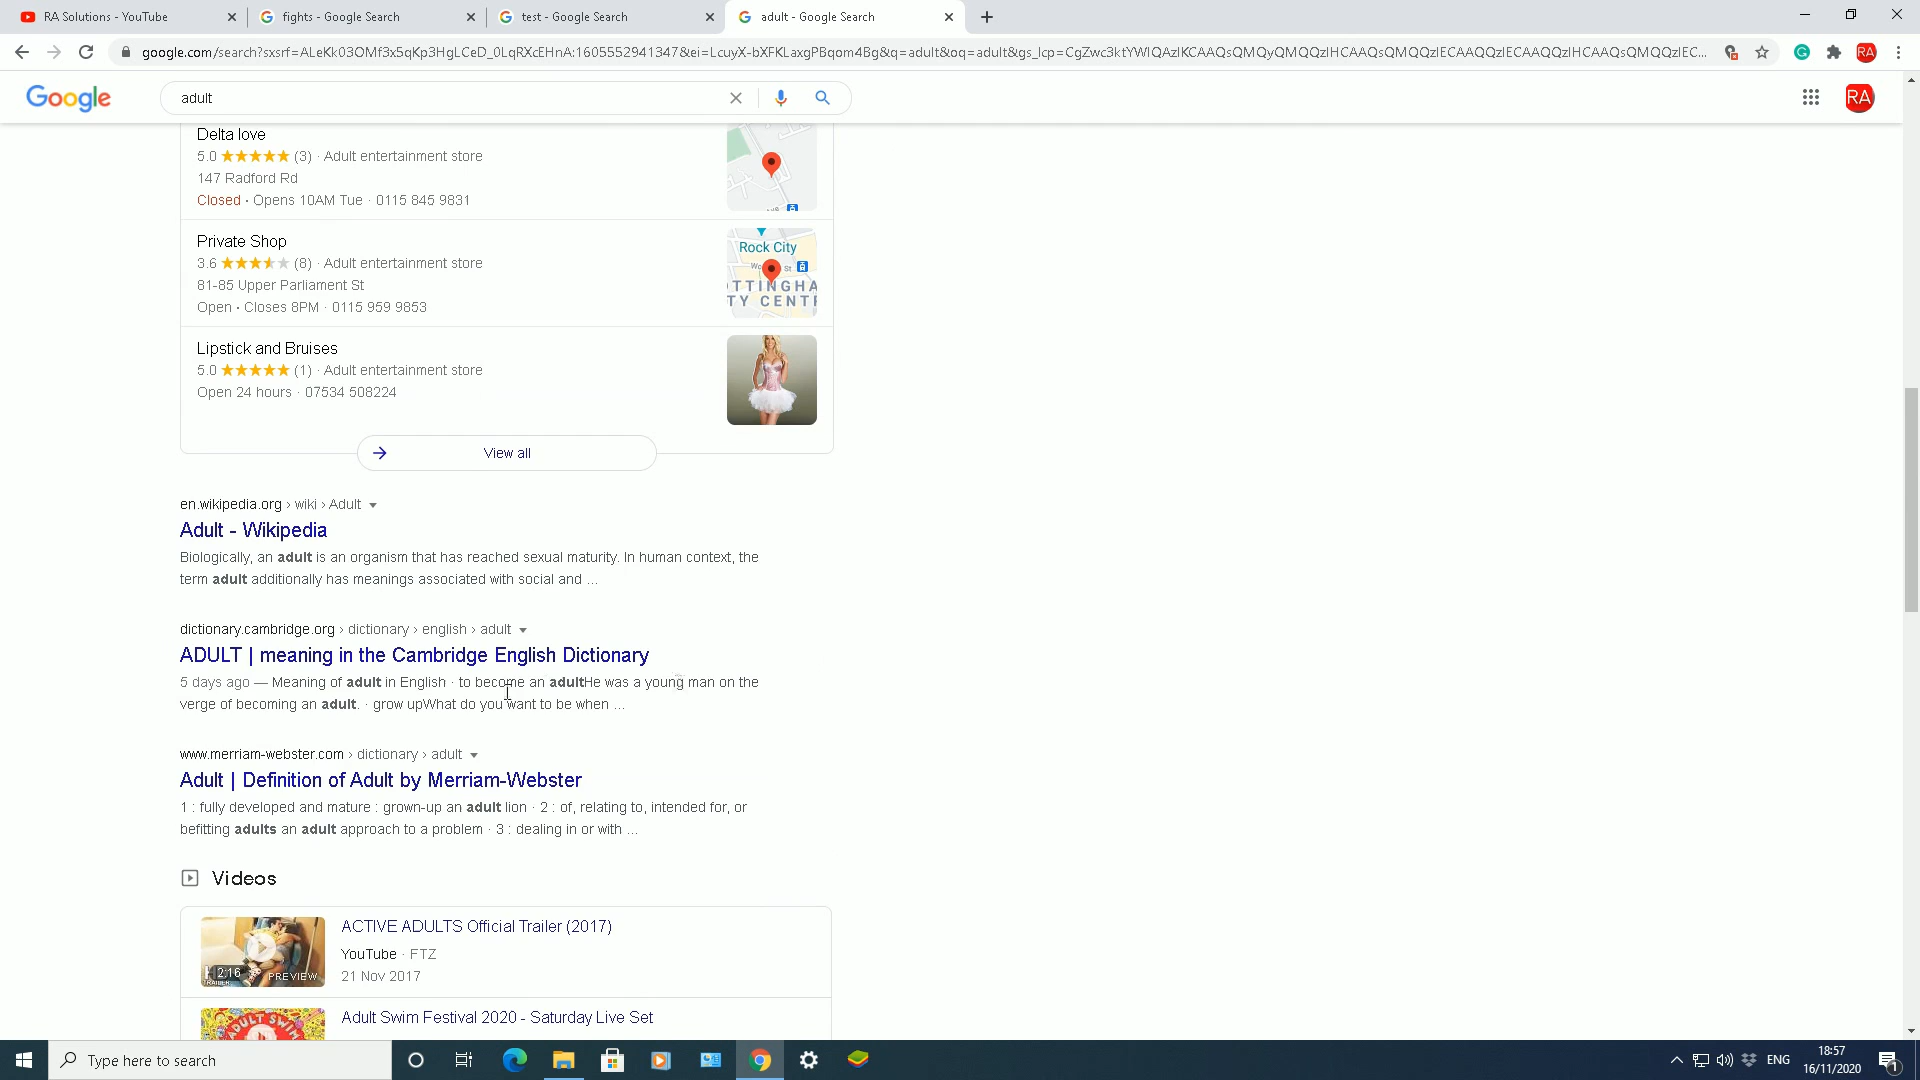 RA Solutions - YouTube
fights - Google Search
test - Google Search
adult - Google Search
google.com/search?sxsrf=ALeKk03OMf3x5qKp3HgLCeD_0LqRXcEHnA:1605552941347&ei=LcuyX-bXFKLaxgPBqom4Bg&q=adult&oq=adult&gs_lcp=CgZwc3ktYWIQAzIKCAAQsQMQyQMQQzIHCAAQsQMQQzIECAAQQzIECAAQQzIHCAAQsQMQQzIEC...
RA
Google
adult
RA
Delta love
5.0 (3) · Adult entertainment store
147 Radford Rd
Closed · Opens 10AM Tue · 0115 845 9831
Private Shop
3.6 (8) · Adult entertainment store
81-85 Upper Parliament St
Open · Closes 8PM · 0115 959 9853
Rock City
OTTINGHA
TY CENTR
Lipstick and Bruises
5.0 (1) · Adult entertainment store
Open 24 hours · 07534 508224
View all
en.wikipedia.org › wiki › Adult
Adult - Wikipedia
Biologically, an adult is an organism that has reached sexual maturity. In human context, the
term adult additionally has meanings associated with social and ...
dictionary.cambridge.org › dictionary › english › adult
ADULT | meaning in the Cambridge English Dictionary
5 days ago — Meaning of adult in English · to become an adultHe was a young man on the
verge of becoming an adult. · grow upWhat do you want to be when ...
www.merriam-webster.com › dictionary › adult
Adult | Definition of Adult by Merriam-Webster
1 : fully developed and mature : grown-up an adult lion · 2 : of, relating to, intended for, or
befitting adults an adult approach to a problem · 3 : dealing in or with ...
Videos
ACTIVE ADULTS Official Trailer (2017)
YouTube · FTZ
21 Nov 2017
2:16
PREVIEW
TRAILER
Adult Swim Festival 2020 - Saturday Live Set
ADULT SWIM
Type here to search
ENG
18:57
16/11/2020
1